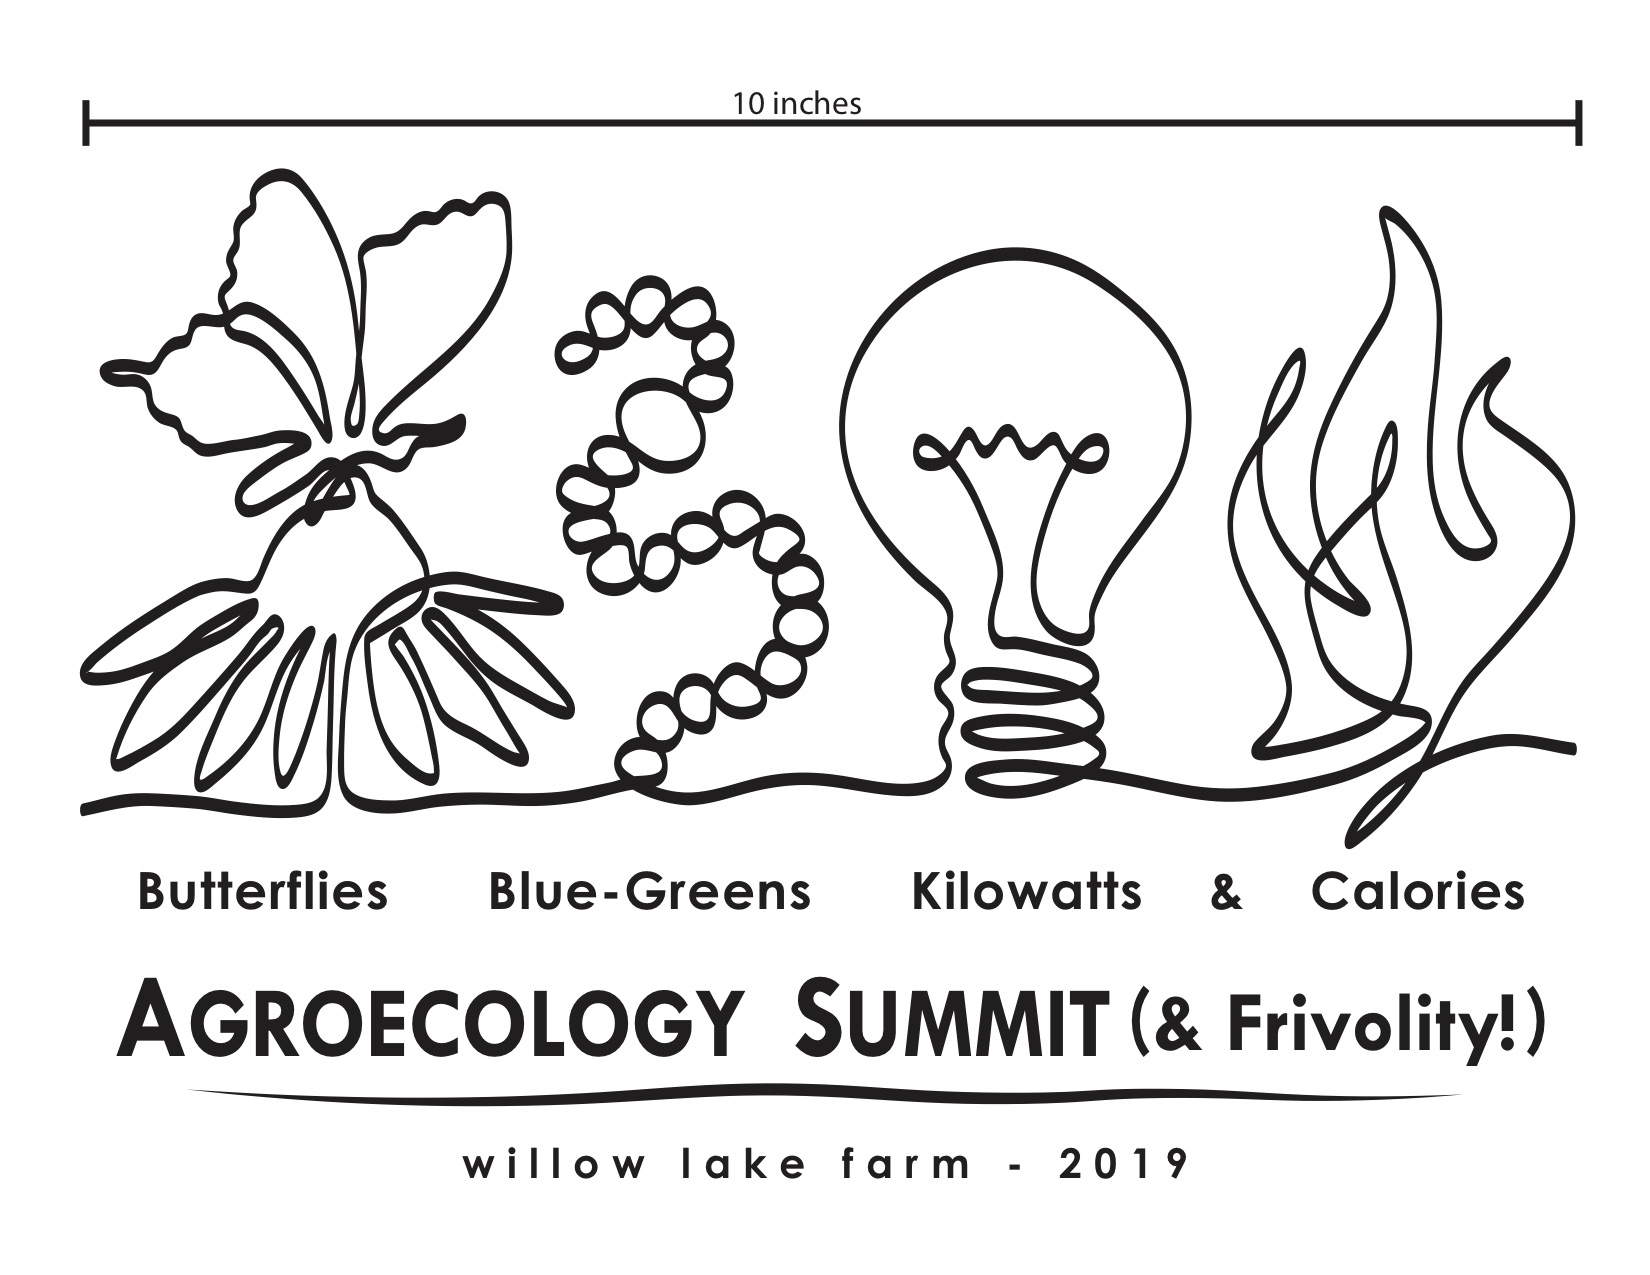 10 inches
Butterflies Blue-Greens Kilowatts & Calories
AGROECOLOGY SUMMIT (& Frivolity!)
willow lake farm - 2019